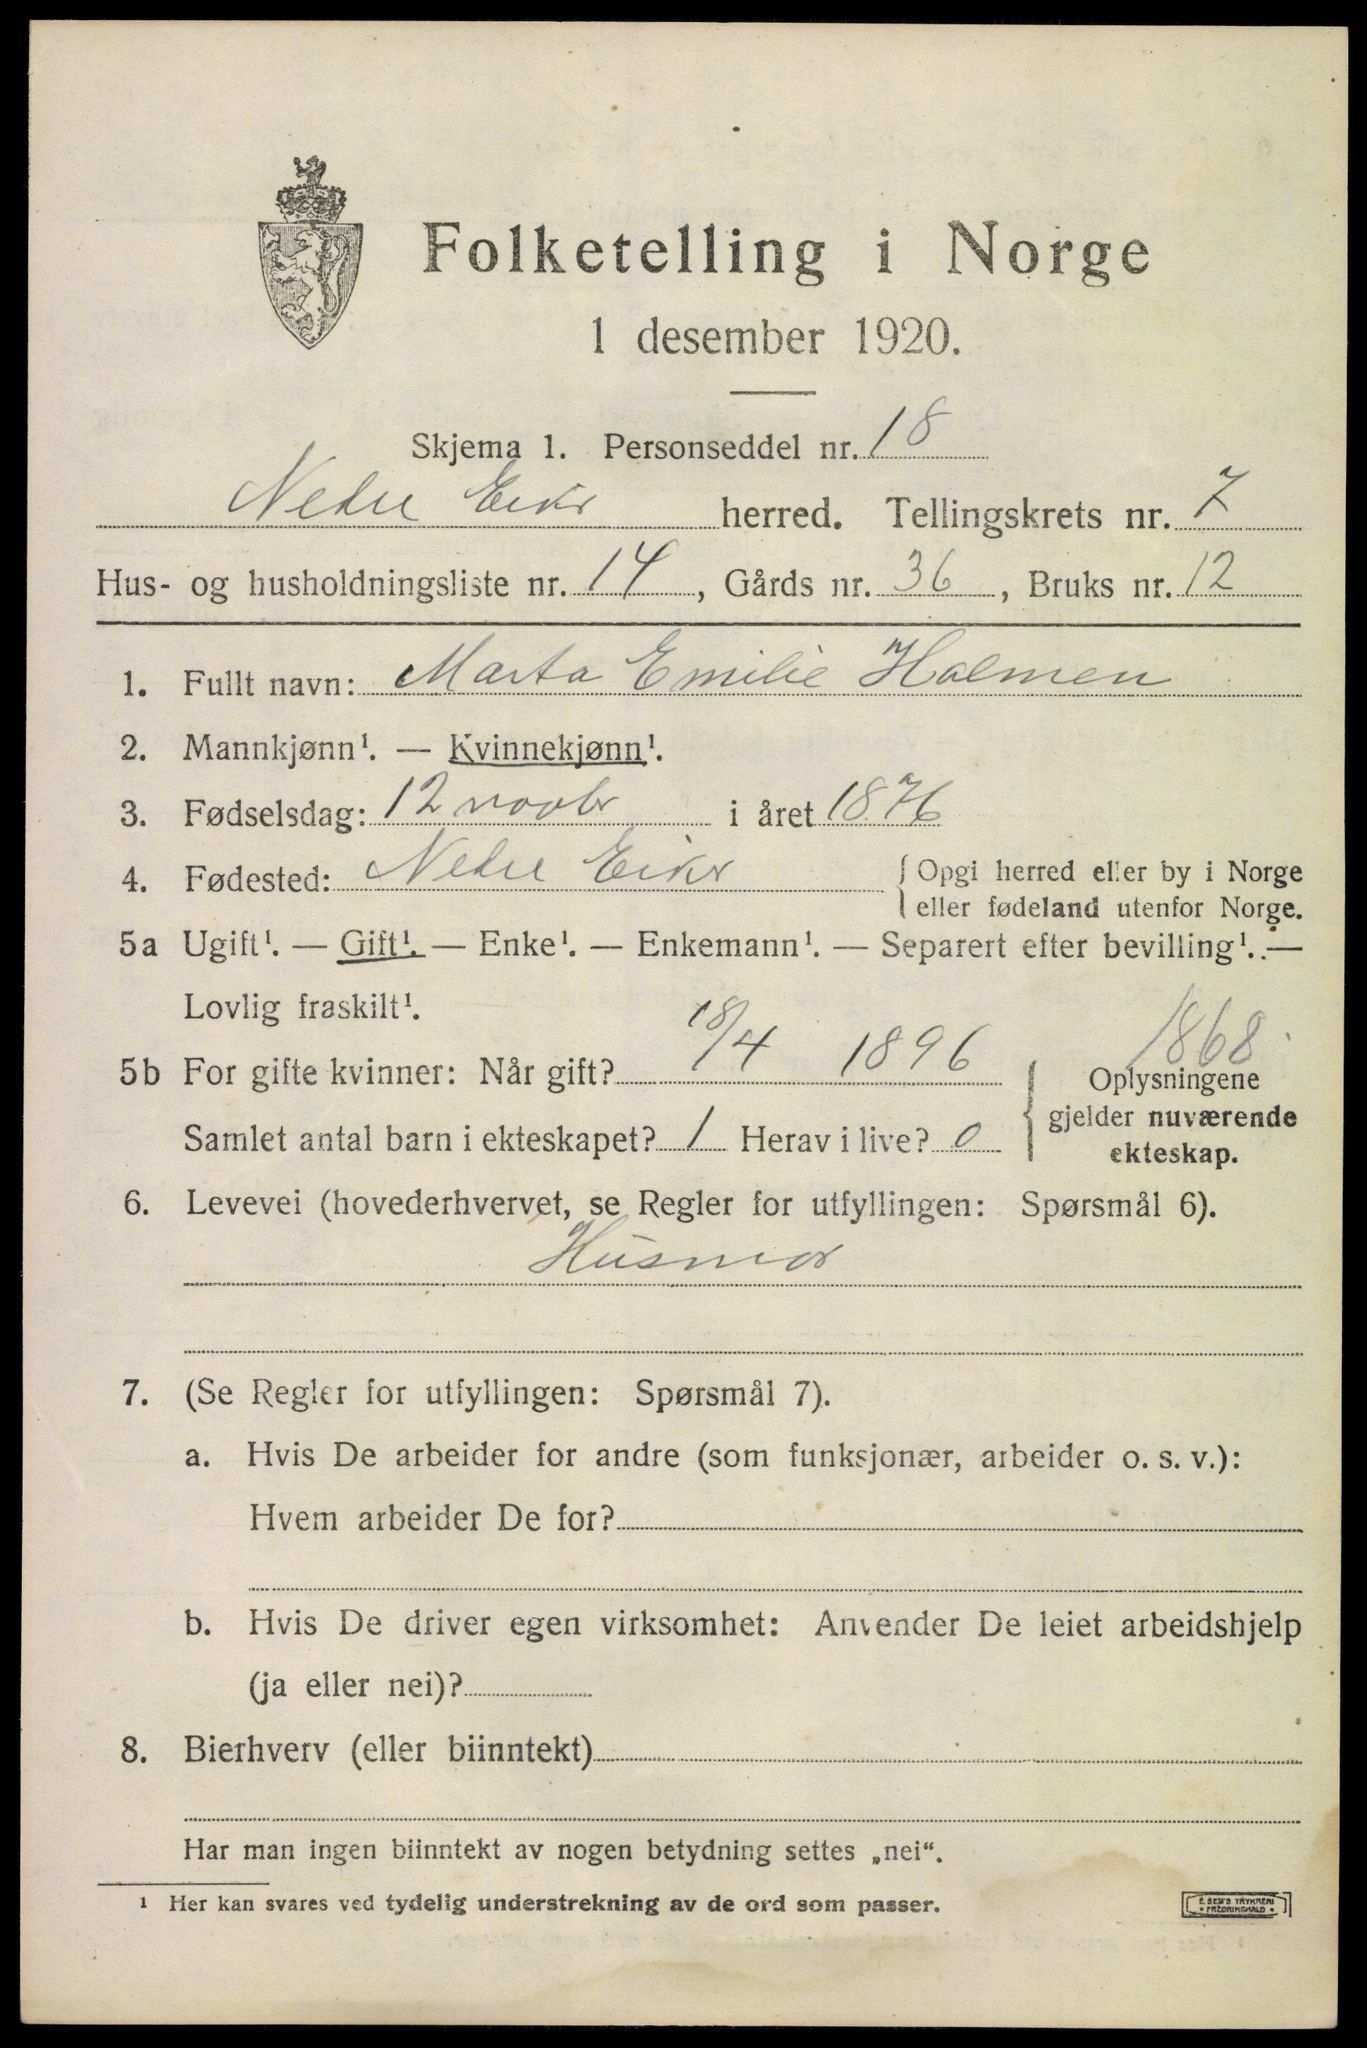 Folketelling i Norge
1 desember 1920.
Skjema 1. Personseddel nr. 18
Nedre Eiker herred. Tellingskrets nr. 7
Hus- og husholdningsliste nr. 14, Gårds nr. 36, Bruks nr. 12
1. Fullt navn: Marta Emilie Holmen
2. Mannkjønn¹. — Kvinnekjønn¹.
3. Fødselsdag: 12 novbr i året 1876
4. Fødested: Nedre Eiker { Opgi herred eller by i Norge
eller fødeland utenfor Norge.
5a Ugift¹. — Gift¹. — Enke¹. — Enkemann¹. — Separert efter bevilling¹. —
Lovlig fraskilt¹.
1868
5b For gifte kvinner: Når gift? 18/4 1896
Samlet antal barn i ekteskapet? 1 Herav i live? 0
Oplysningene
gjelder nuværende
ekteskap.
6. Levevei (hovederhvervet, se Regler for utfyllingen: Spørsmål 6).
Husmor
7. (Se Regler for utfyllingen: Spørsmål 7).
a. Hvis De arbeider for andre (som funksjonær, arbeider o. s. v.):
Hvem arbeider De for?
b. Hvis De driver egen virksomhet: Anvender De leiet arbeidshjelp
(ja eller nei)?
8. Bierhverv (eller biinntekt)
Har man ingen biinntekt av nogen betydning settes „nei“.
¹ Her kan svares ved tydelig understrekning av de ord som passer.
E. SEM'S TRYKKERI
• FREDRIKSHALD •